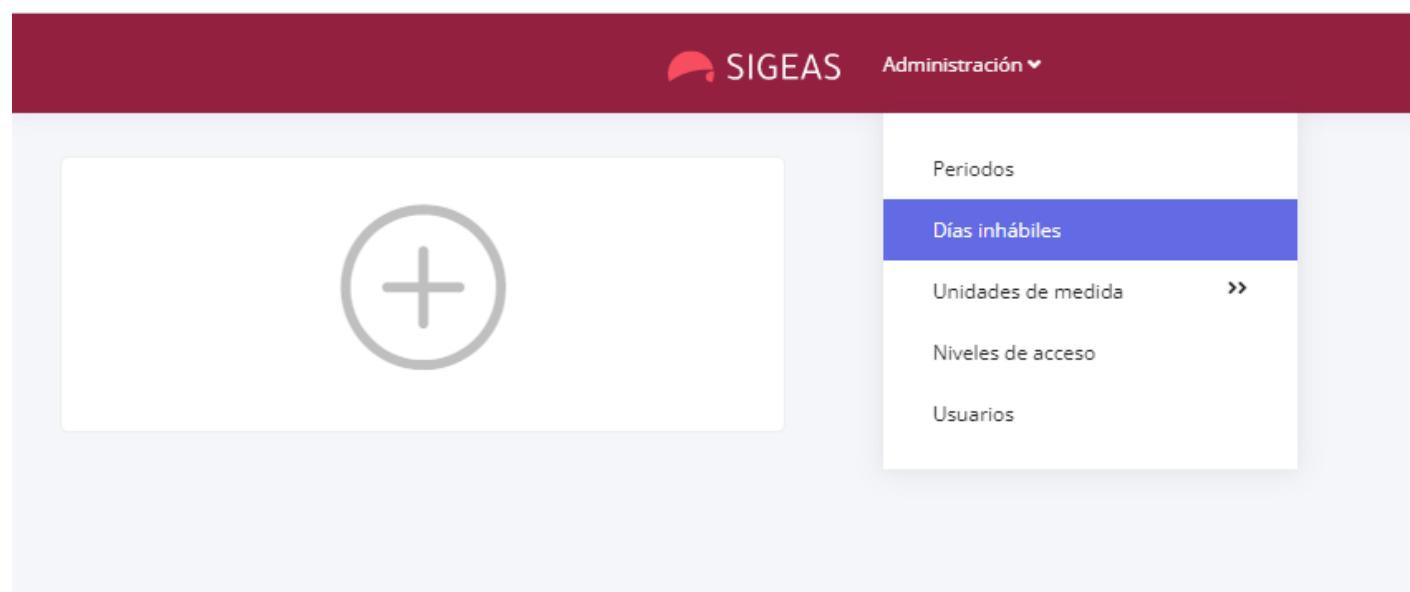 SIGEAS
Administración
Periodos
Días inhábiles
Unidades de medida
Niveles de acceso
Usuarios